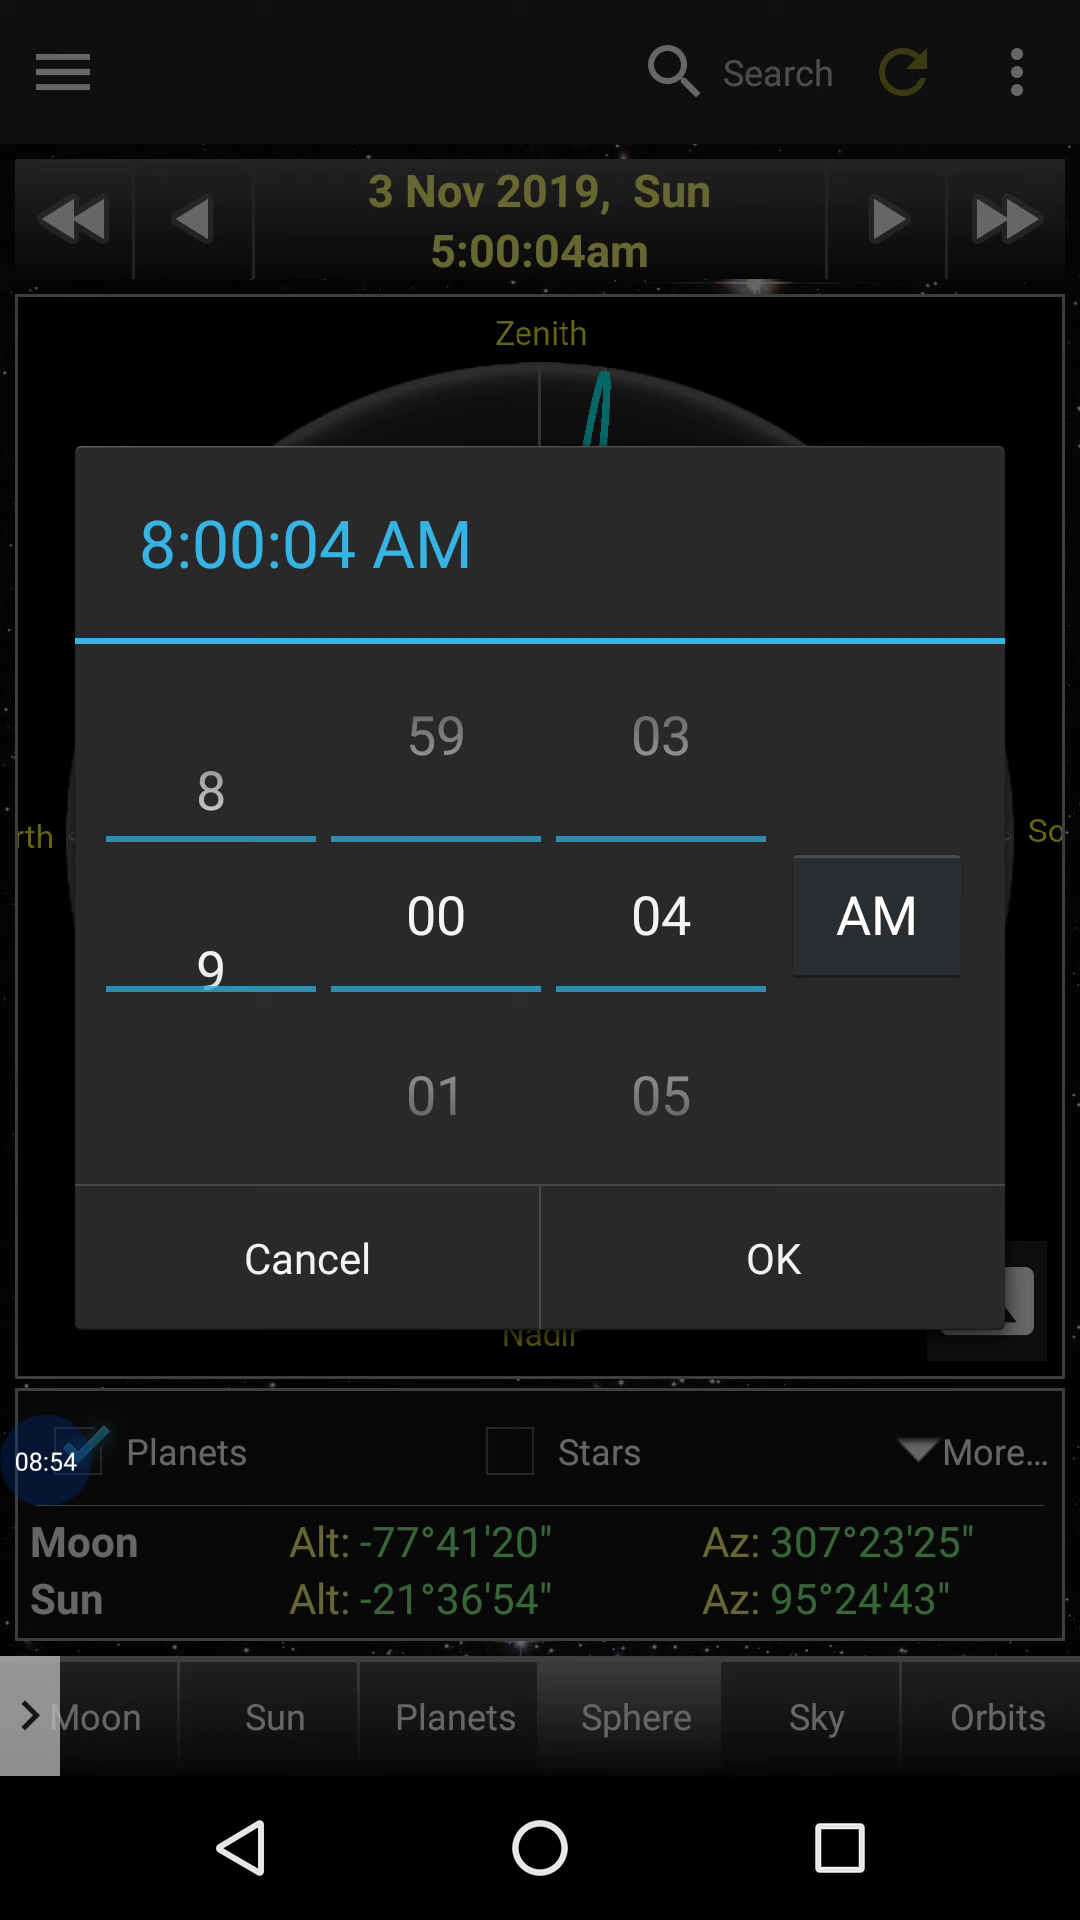 Search
3 Nov 2019, Sun
5:00:04am
Zenith
8:00:04 AM
59 03
8
rth
So
00 04 AM
9
01 05
Cancel OK
Nadir
08:54
Planets Stars More...
Moon Alt: -77°41'20" Az: 307°23'25"
Sun Alt: -21°36'54" Az: 95°24'43"
Moon Sun Planets Sphere Sky Orbits